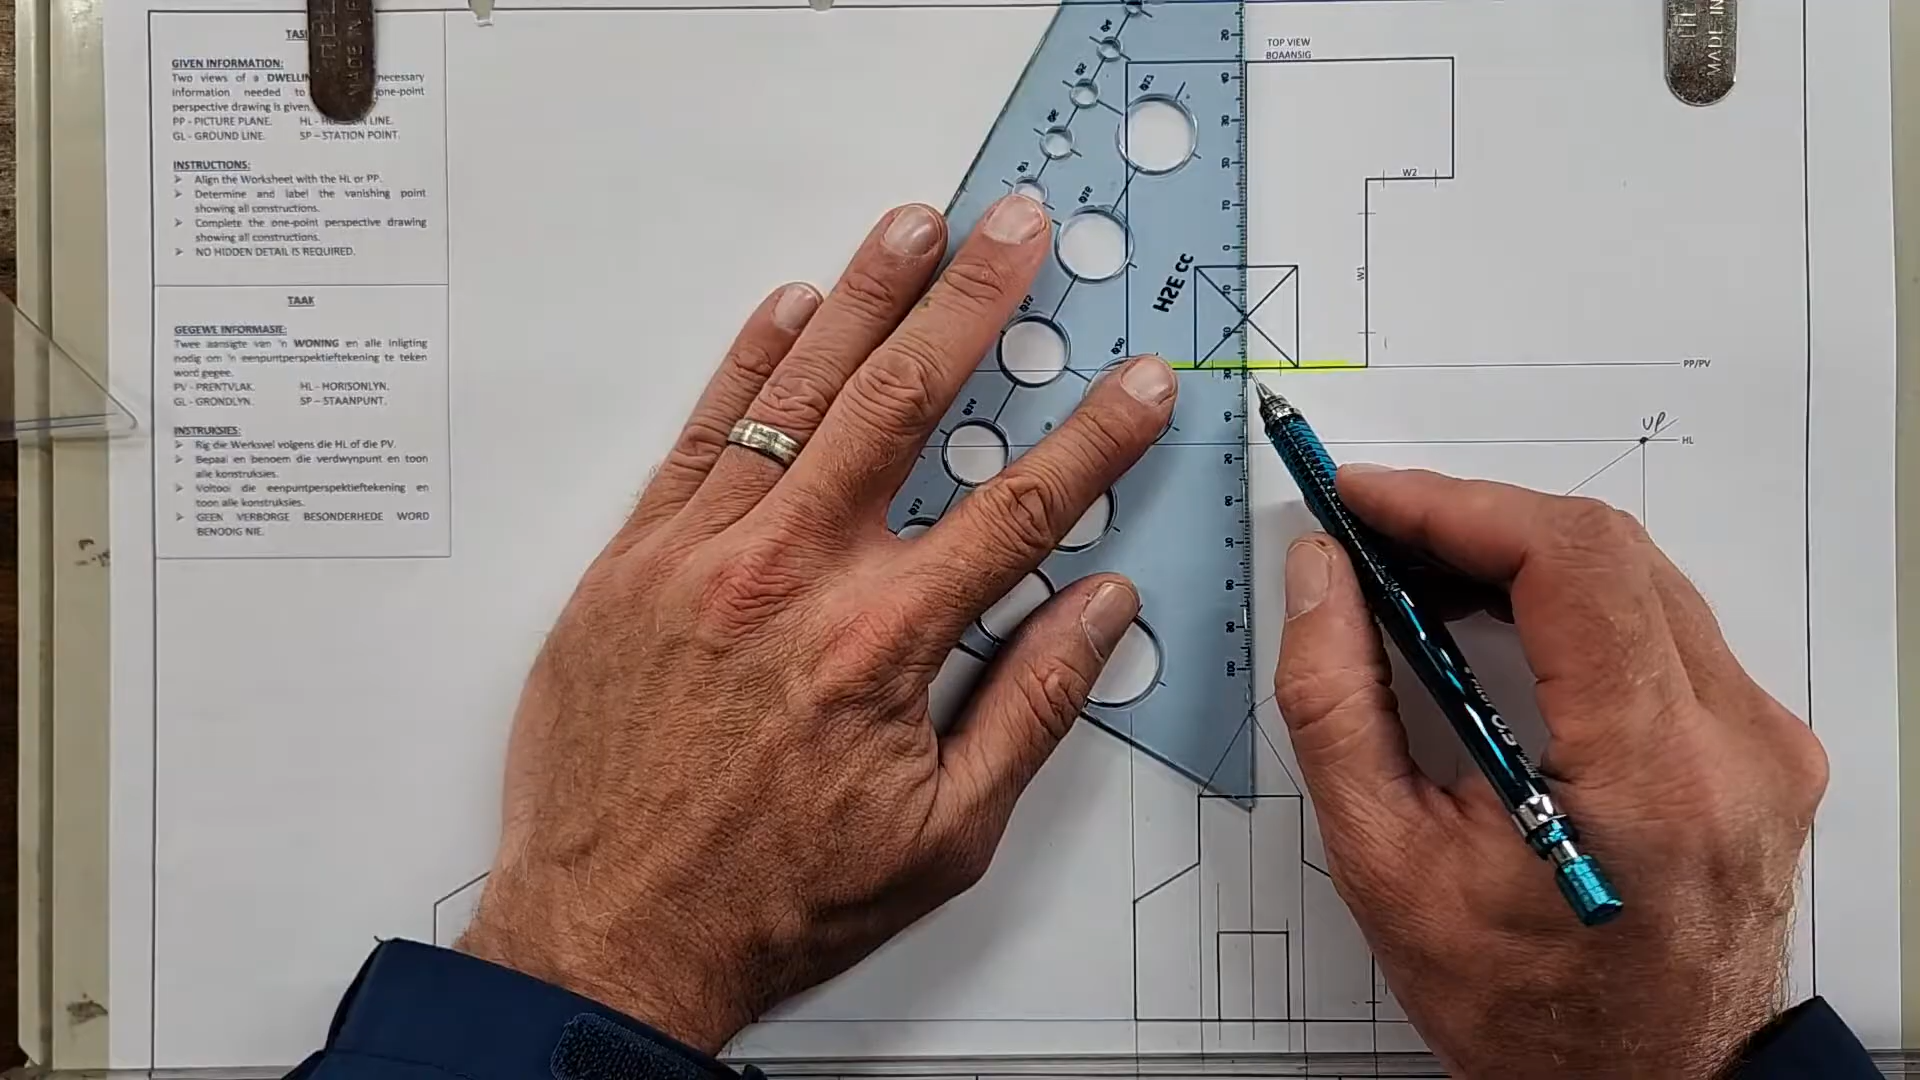 GIVEN INFORMATION:
Two views of a necessary
information needed to one-point
perspective drawing is given.
PP - PICTURE PLANE. LINE.
GL - GROUND LINE. SP – STATION POINT.
INSTRUCTIONS:
➢ Align the Worksheet with the HL or PP.
➢ Determine and label the vanishing point
showing all constructions.
➢ Complete the one-point perspective drawing
showing all constructions.
➢ NO HIDDEN DETAIL IS REQUIRED.
TAAK
GEGEWE INFORMASIE:
Twee aansigte van 'n WONING en alle inligting
nodig om 'n eenpuntperspektieftekening te teken
word gegee.
PV - PRENTVLAK. HL - HORISONLYN.
GL - GRONDLYN. SP – STAANPUNT.
INSTRUKSIES:
➢ Rig die Werksvel volgens die HL of die PV.
➢ Bepaal en benoem die verdwynpunt en toon
alle konstruksies.
➢ Voltooi die eenpuntperspektieftekening en
toon alle konstruksies.
➢ GEEN VERBORGE BESONDERHEDE WORD
BENODIG NIE.
TOP VIEW
BOAANSIG
W2
W1
PP/PV
VP
HL
HSE CC
MADE IN